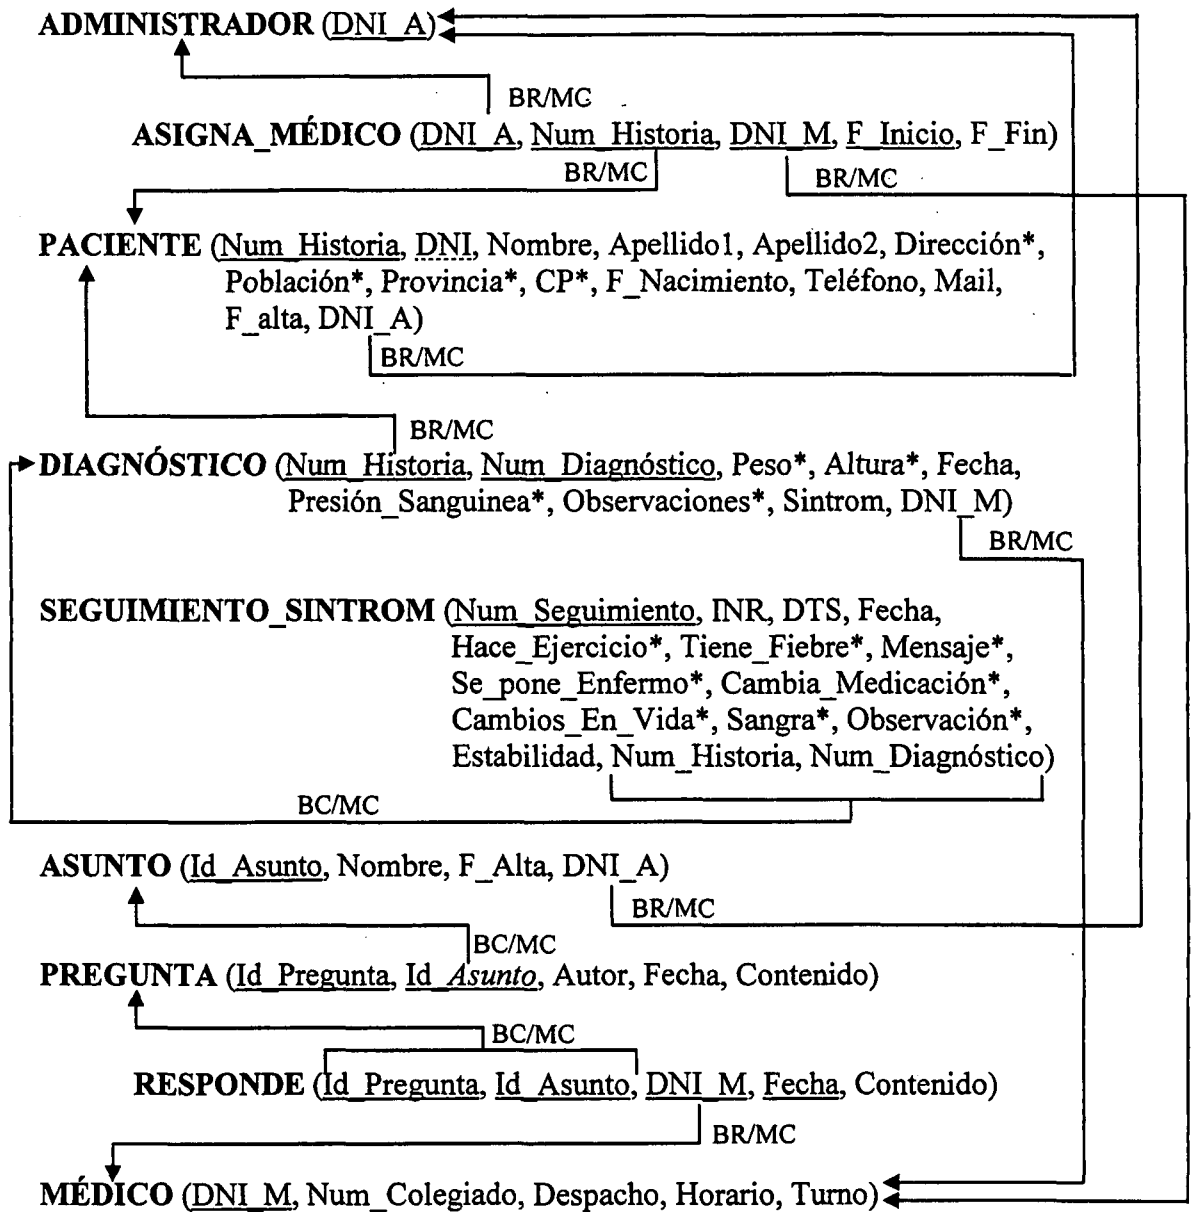 ADMINISTRADOR (DNI_A)
BR/MC
ASIGNA_MÉDICO (DNI_A, Num_Historia, DNI_M, F_Inicio, F_Fin)
BR/MC BR/MC
PACIENTE (Num_Historia, DNI, Nombre, Apellido1, Apellido2, Dirección*,
Población*, Provincia*, CP*, F_Nacimiento, Teléfono, Mail,
F_alta, DNI_A)
BR/MC
BR/MC
DIAGNÓSTICO (Num_Historia, Num_Diagnóstico, Peso*, Altura*, Fecha,
Presión_Sanguinea*, Observaciones*, Sintrom, DNI_M)
BR/MC
SEGUIMIENTO_SINTROM (Num_Seguimiento, INR, DTS, Fecha,
Hace_Ejercicio*, Tiene_Fiebre*, Mensaje*,
Se_pone_Enfermo*, Cambia_Medicación*,
Cambios_En_Vida*, Sangra*, Observación*,
Estabilidad, Num_Historia, Num_Diagnóstico)
BC/MC
ASUNTO (Id_Asunto, Nombre, F_Alta, DNI_A)
BR/MC
BC/MC
PREGUNTA (Id_Pregunta, Id_Asunto, Autor, Fecha, Contenido)
BC/MC
RESPONDE (Id_Pregunta, Id_Asunto, DNI_M, Fecha, Contenido)
BR/MC
MÉDICO (DNI_M, Num_Colegiado, Despacho, Horario, Turno)